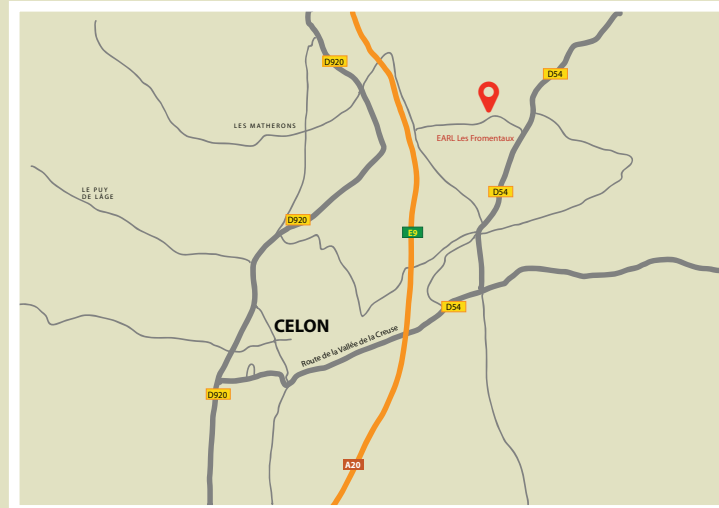 D920
D54
LES MATHERONS
EARL Les Fromentaux
LE PUY
DE LÂGE
D54
D920
E9
D54
CELON
Route de la Vallée de la Creuse
D920
A20